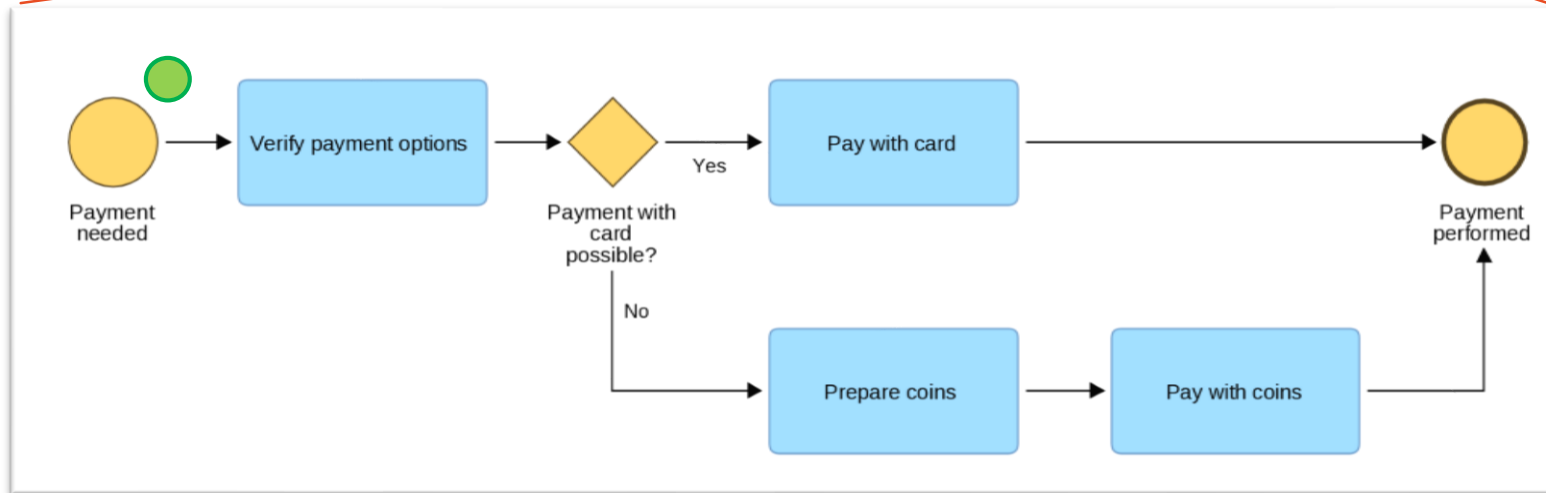 Verify payment options
Pay with card
Yes
Payment
needed
Payment with
card
possible?
Payment
performed
No
Prepare coins
Pay with coins